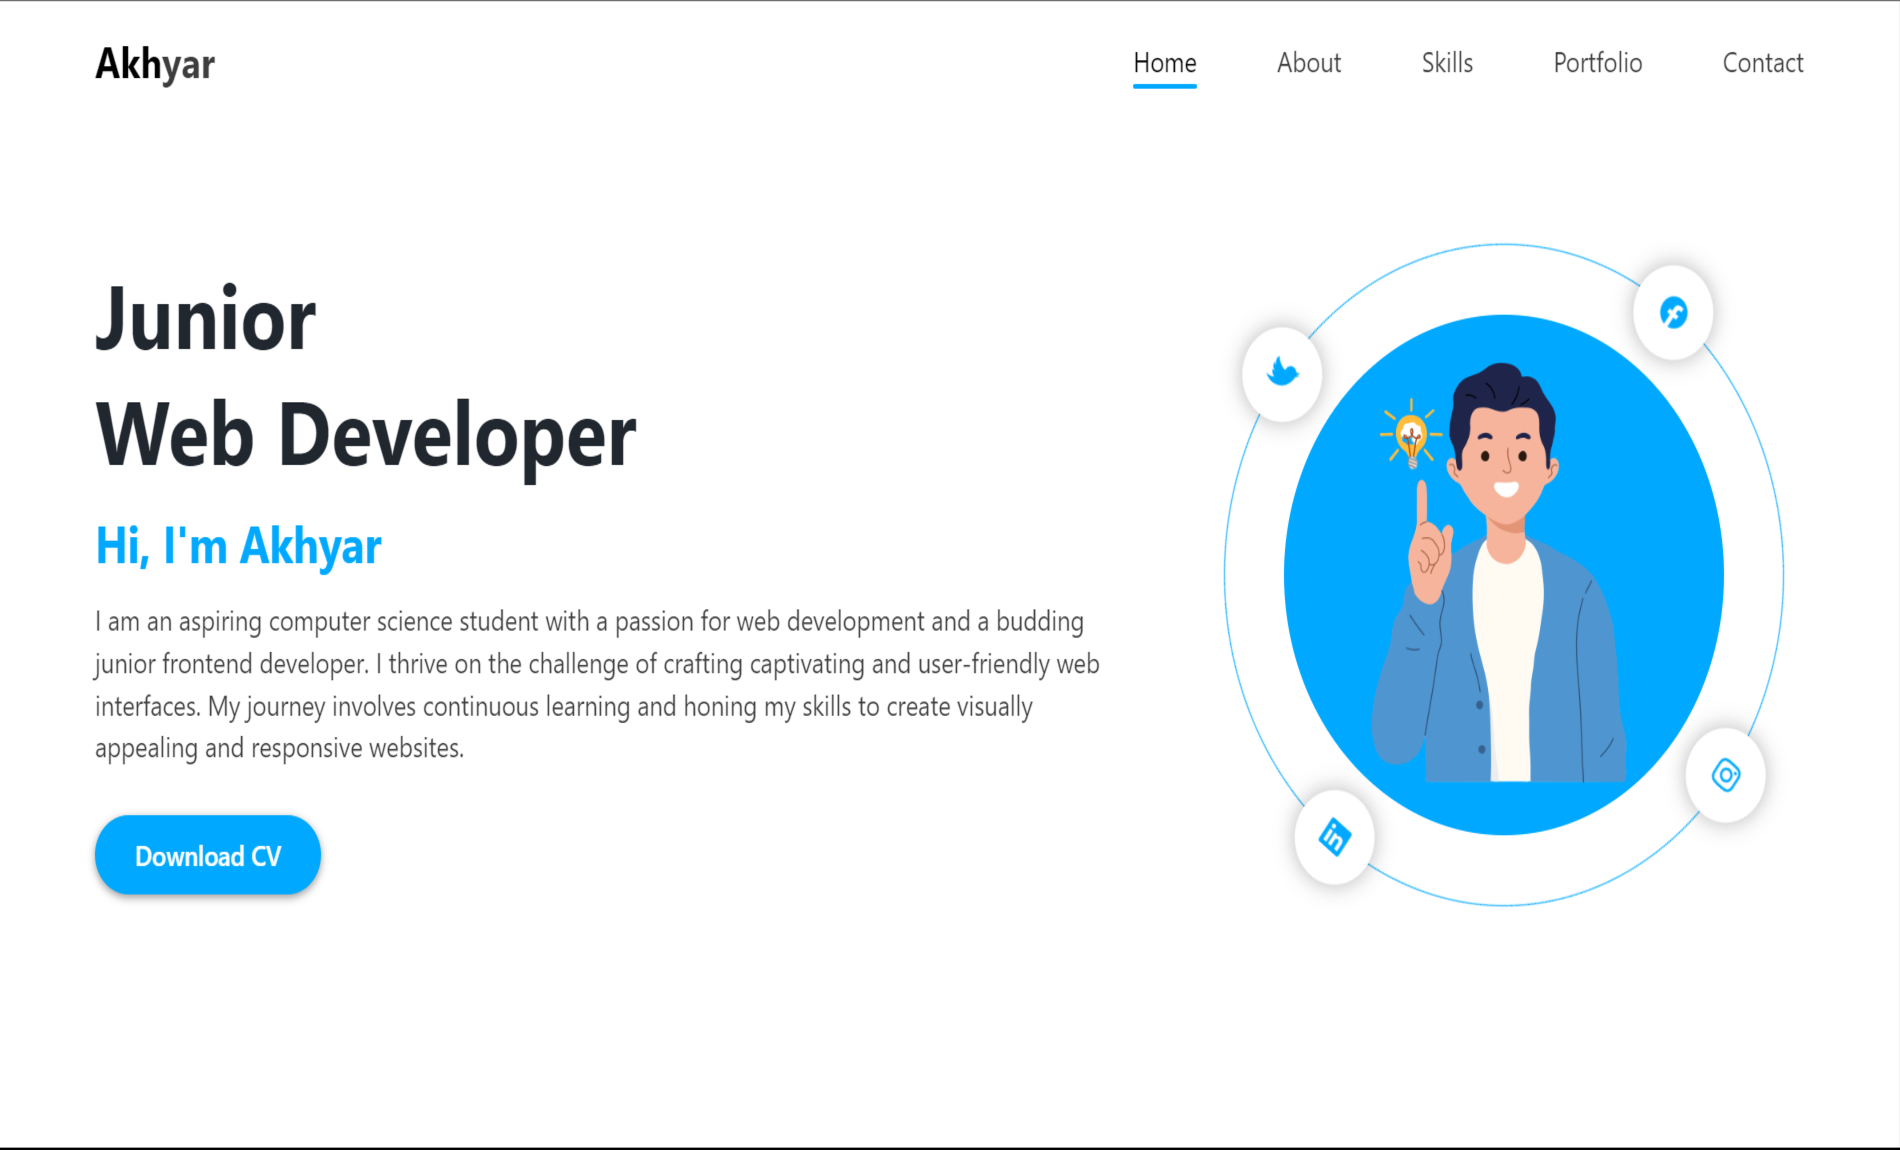 Akhyar
Home About Skills Portfolio Contact
Junior
Web Developer
Hi, I'm Akhyar
I am an aspiring computer science student with a passion for web development and a budding
junior frontend developer. I thrive on the challenge of crafting captivating and user-friendly web
interfaces. My journey involves continuous learning and honing my skills to create visually
appealing and responsive websites.
Download CV
in